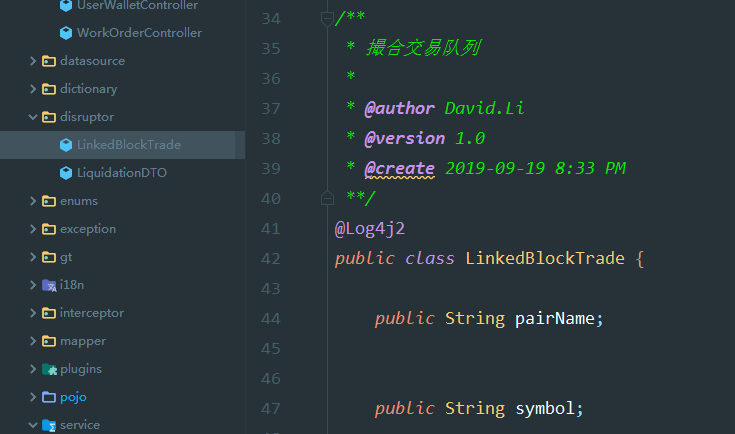 UserWalletController
WorkOrderController
datasource
dictionary
disruptor
LinkedBlockTrade
LiquidationDTO
enums
exception
gt
i18n
interceptor
mapper
plugins
pojo
service
34 /**
35 * 撮合交易队列
36 *
37 * @author David.Li
38 * @version 1.0
39 * @create 2019-09-19 8:33 PM
40 **/
41 @Log4j2
42 public class LinkedBlockTrade {
43
44 public String pairName;
45
46
47 public String symbol;